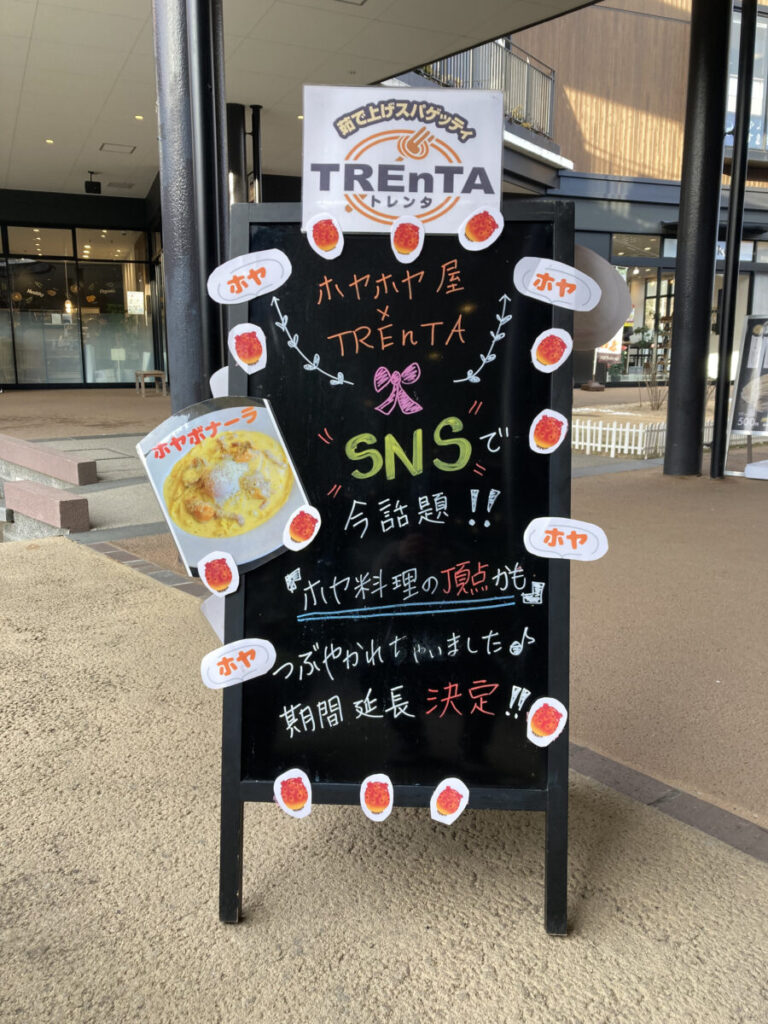 茹で上げスパゲッティ
TRÉnTA
トレンタ
ホヤ
ホヤ
ホヤホヤ屋
×
TRÉnTA
ホヤボナーラ
SNSで
今話題!!
『ホヤ料理の頂点かも』
ホヤ
つぶやかれちゃいました♪
ホヤ
期間延長 決定!!